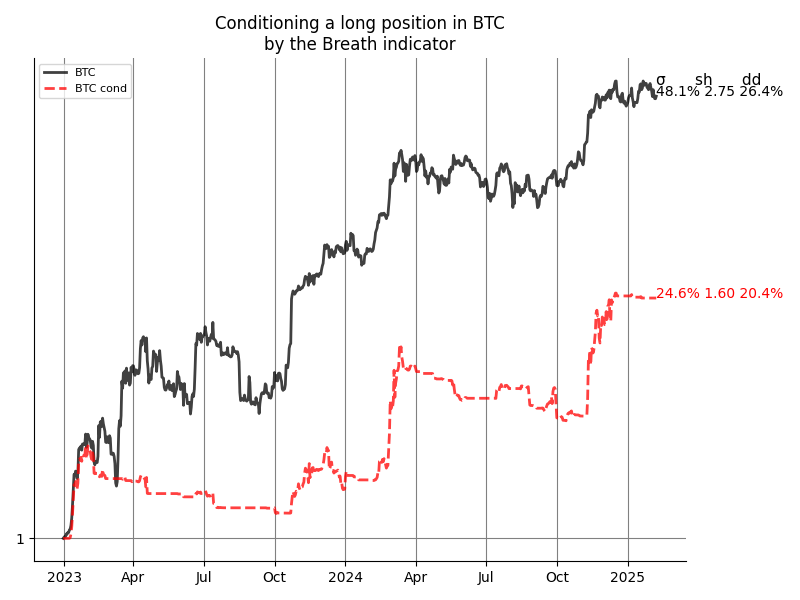 Conditioning a long position in BTC
by the Breath indicator
BTC
BTC cond
σ sh dd
48.1% 2.75 26.4%
24.6% 1.60 20.4%
1
2023 Apr Jul Oct 2024 Apr Jul Oct 2025